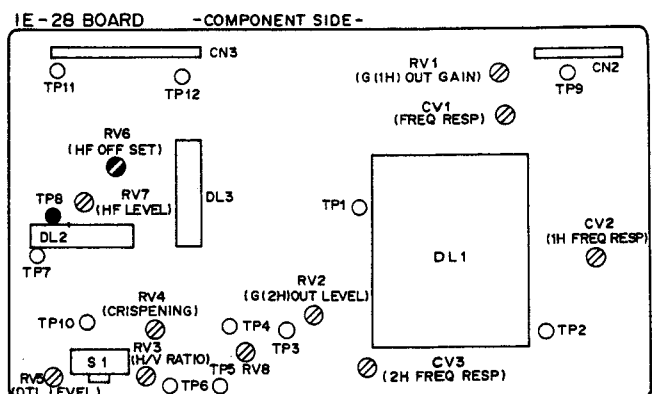 IE-28 BOARD -COMPONENT SIDE-
CN3
CN2
TP11
TP12
TP9
RV1
(G(1H) OUT GAIN)
CV1
(FREQ RESP)
RV6
(HF OFF SET)
TP8
RV7
(HF LEVEL)
DL3
DL2
TP7
TP1
DL1
CV2
(1H FREQ RESP)
RV2
(G(2H)OUT LEVEL)
RV4
(CRISPENING)
TP10
TP4
TP3
TP2
RV3
(H/V RATIO)
S1
RV8
TP5
TP6
CV3
(2H FREQ RESP)
RV5
(DTL LEVEL)